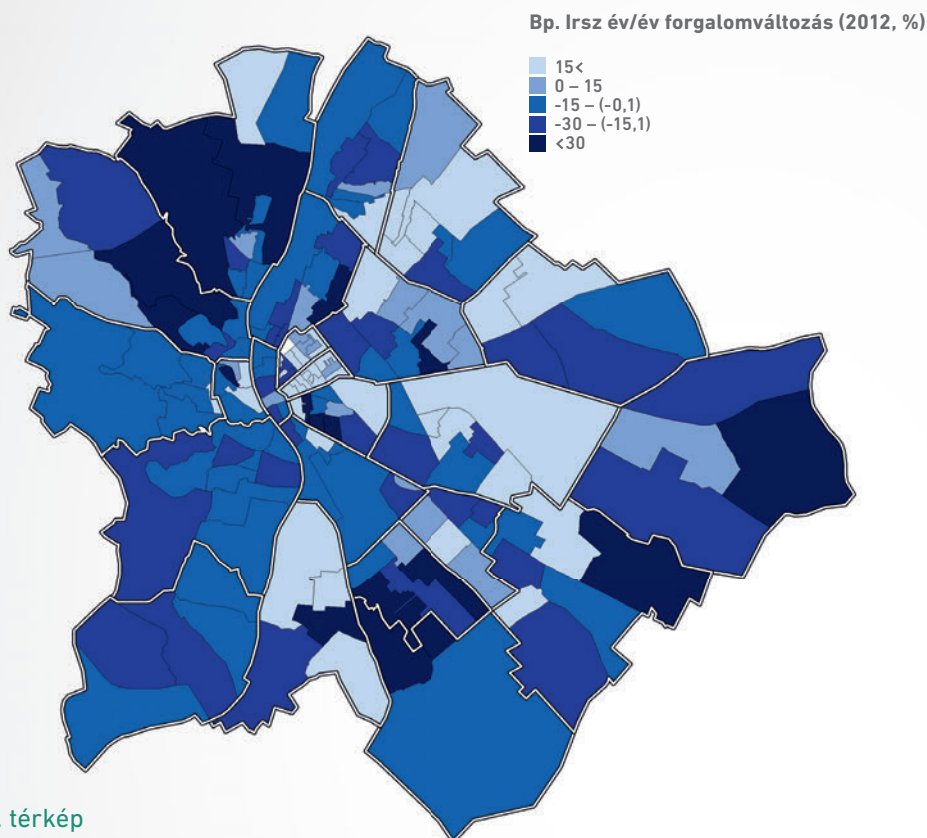 Bp. Irsz év/év forgalomváltozás (2012, %)
15<
0 – 15
-15 – (-0,1)
-30 – (-15,1)
<30
. térkép